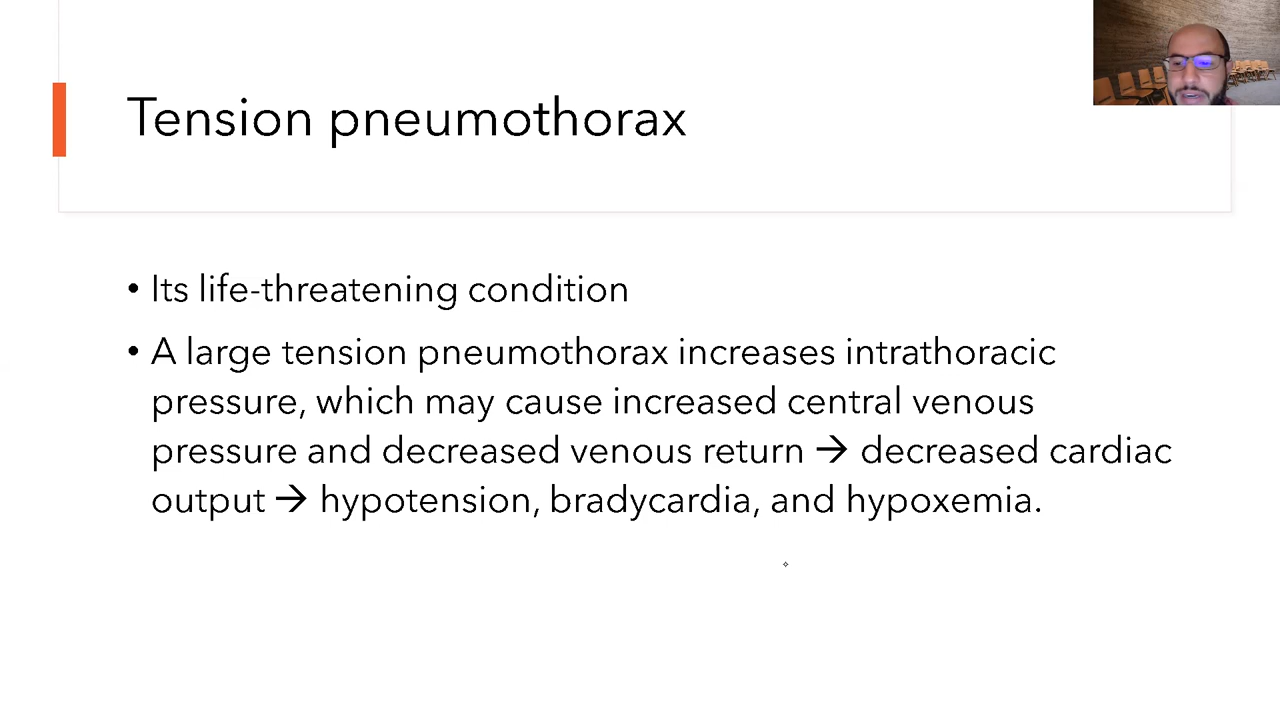 Tension pneumothorax
• Its life-threatening condition
• A large tension pneumothorax increases intrathoracic
pressure, which may cause increased central venous
pressure and decreased venous return → decreased cardiac
output → hypotension, bradycardia, and hypoxemia.